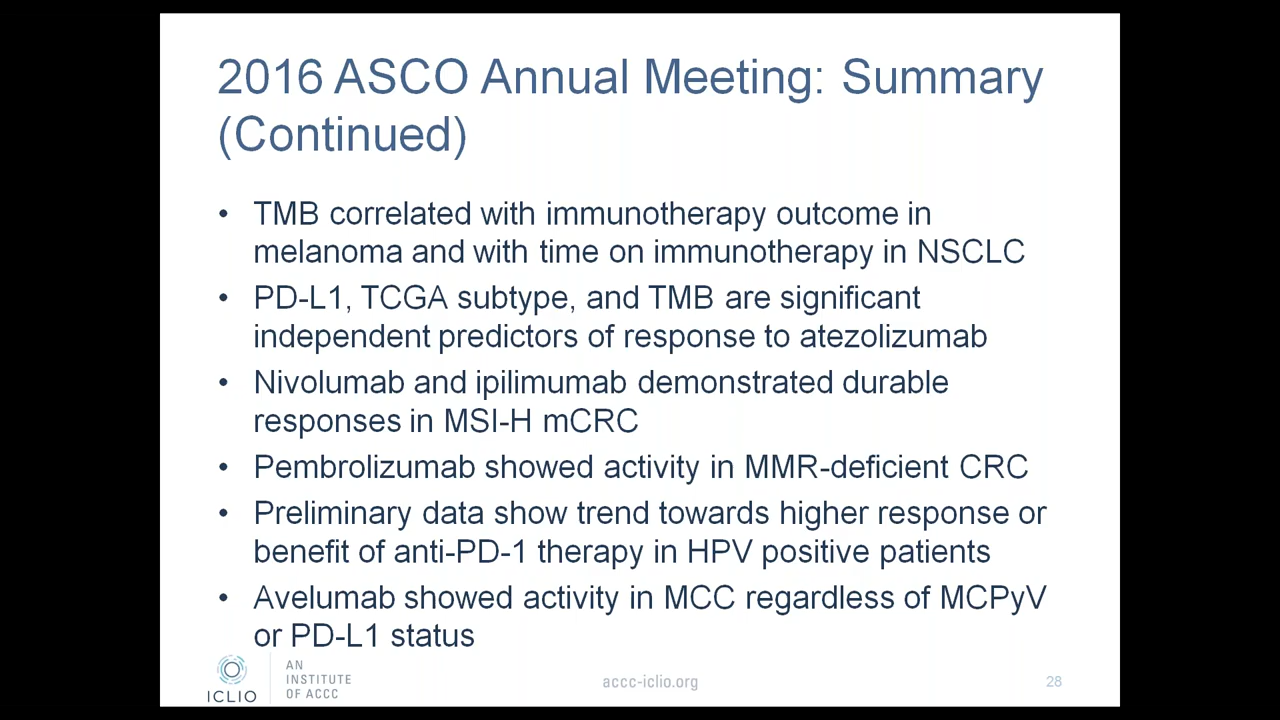 2016 ASCO Annual Meeting: Summary
(Continued)
• TMB correlated with immunotherapy outcome in
melanoma and with time on immunotherapy in NSCLC
• PD-L1, TCGA subtype, and TMB are significant
independent predictors of response to atezolizumab
• Nivolumab and ipilimumab demonstrated durable
responses in MSI-H mCRC
• Pembrolizumab showed activity in MMR-deficient CRC
• Preliminary data show trend towards higher response or
benefit of anti-PD-1 therapy in HPV positive patients
• Avelumab showed activity in MCC regardless of MCPyV
or PD-L1 status
ICLIO
AN
INSTITUTE
OF ACCC
accc-iclio.org
28